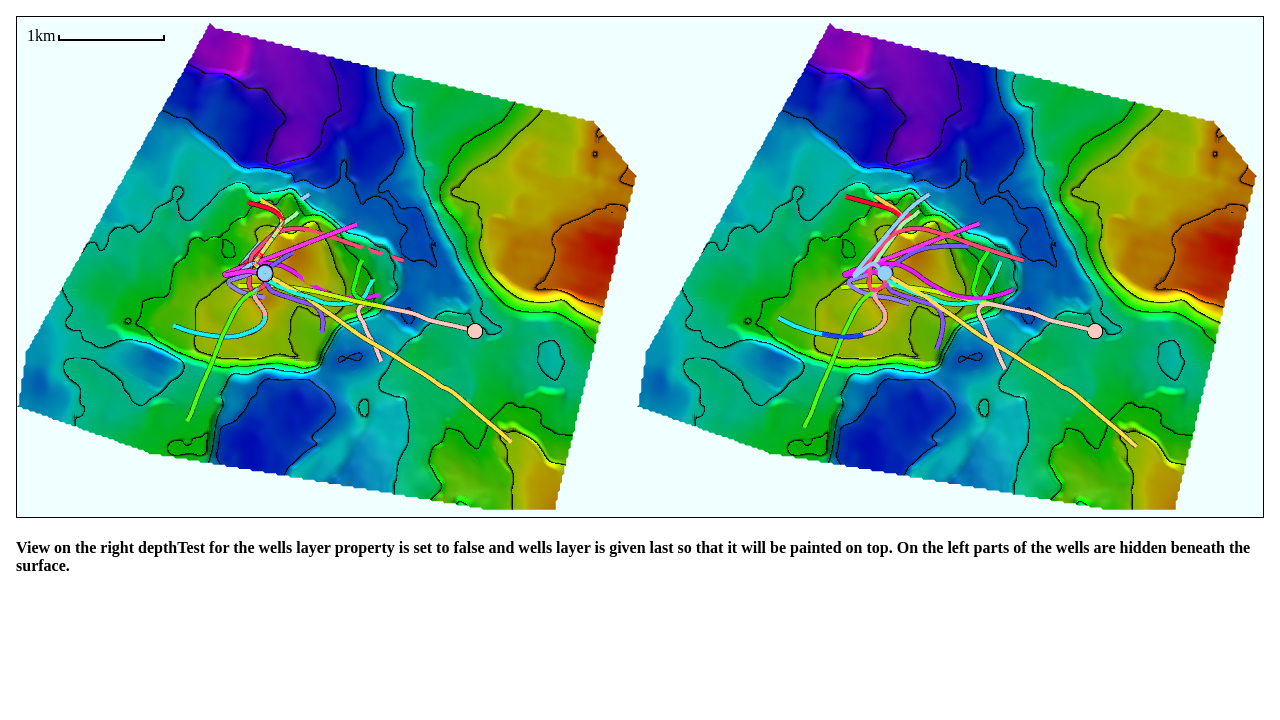 1km
View on the right depthTest for the wells layer property is set to false and wells layer is given last so that it will be painted on top. On the left parts of the wells are hidden beneath the
surface.